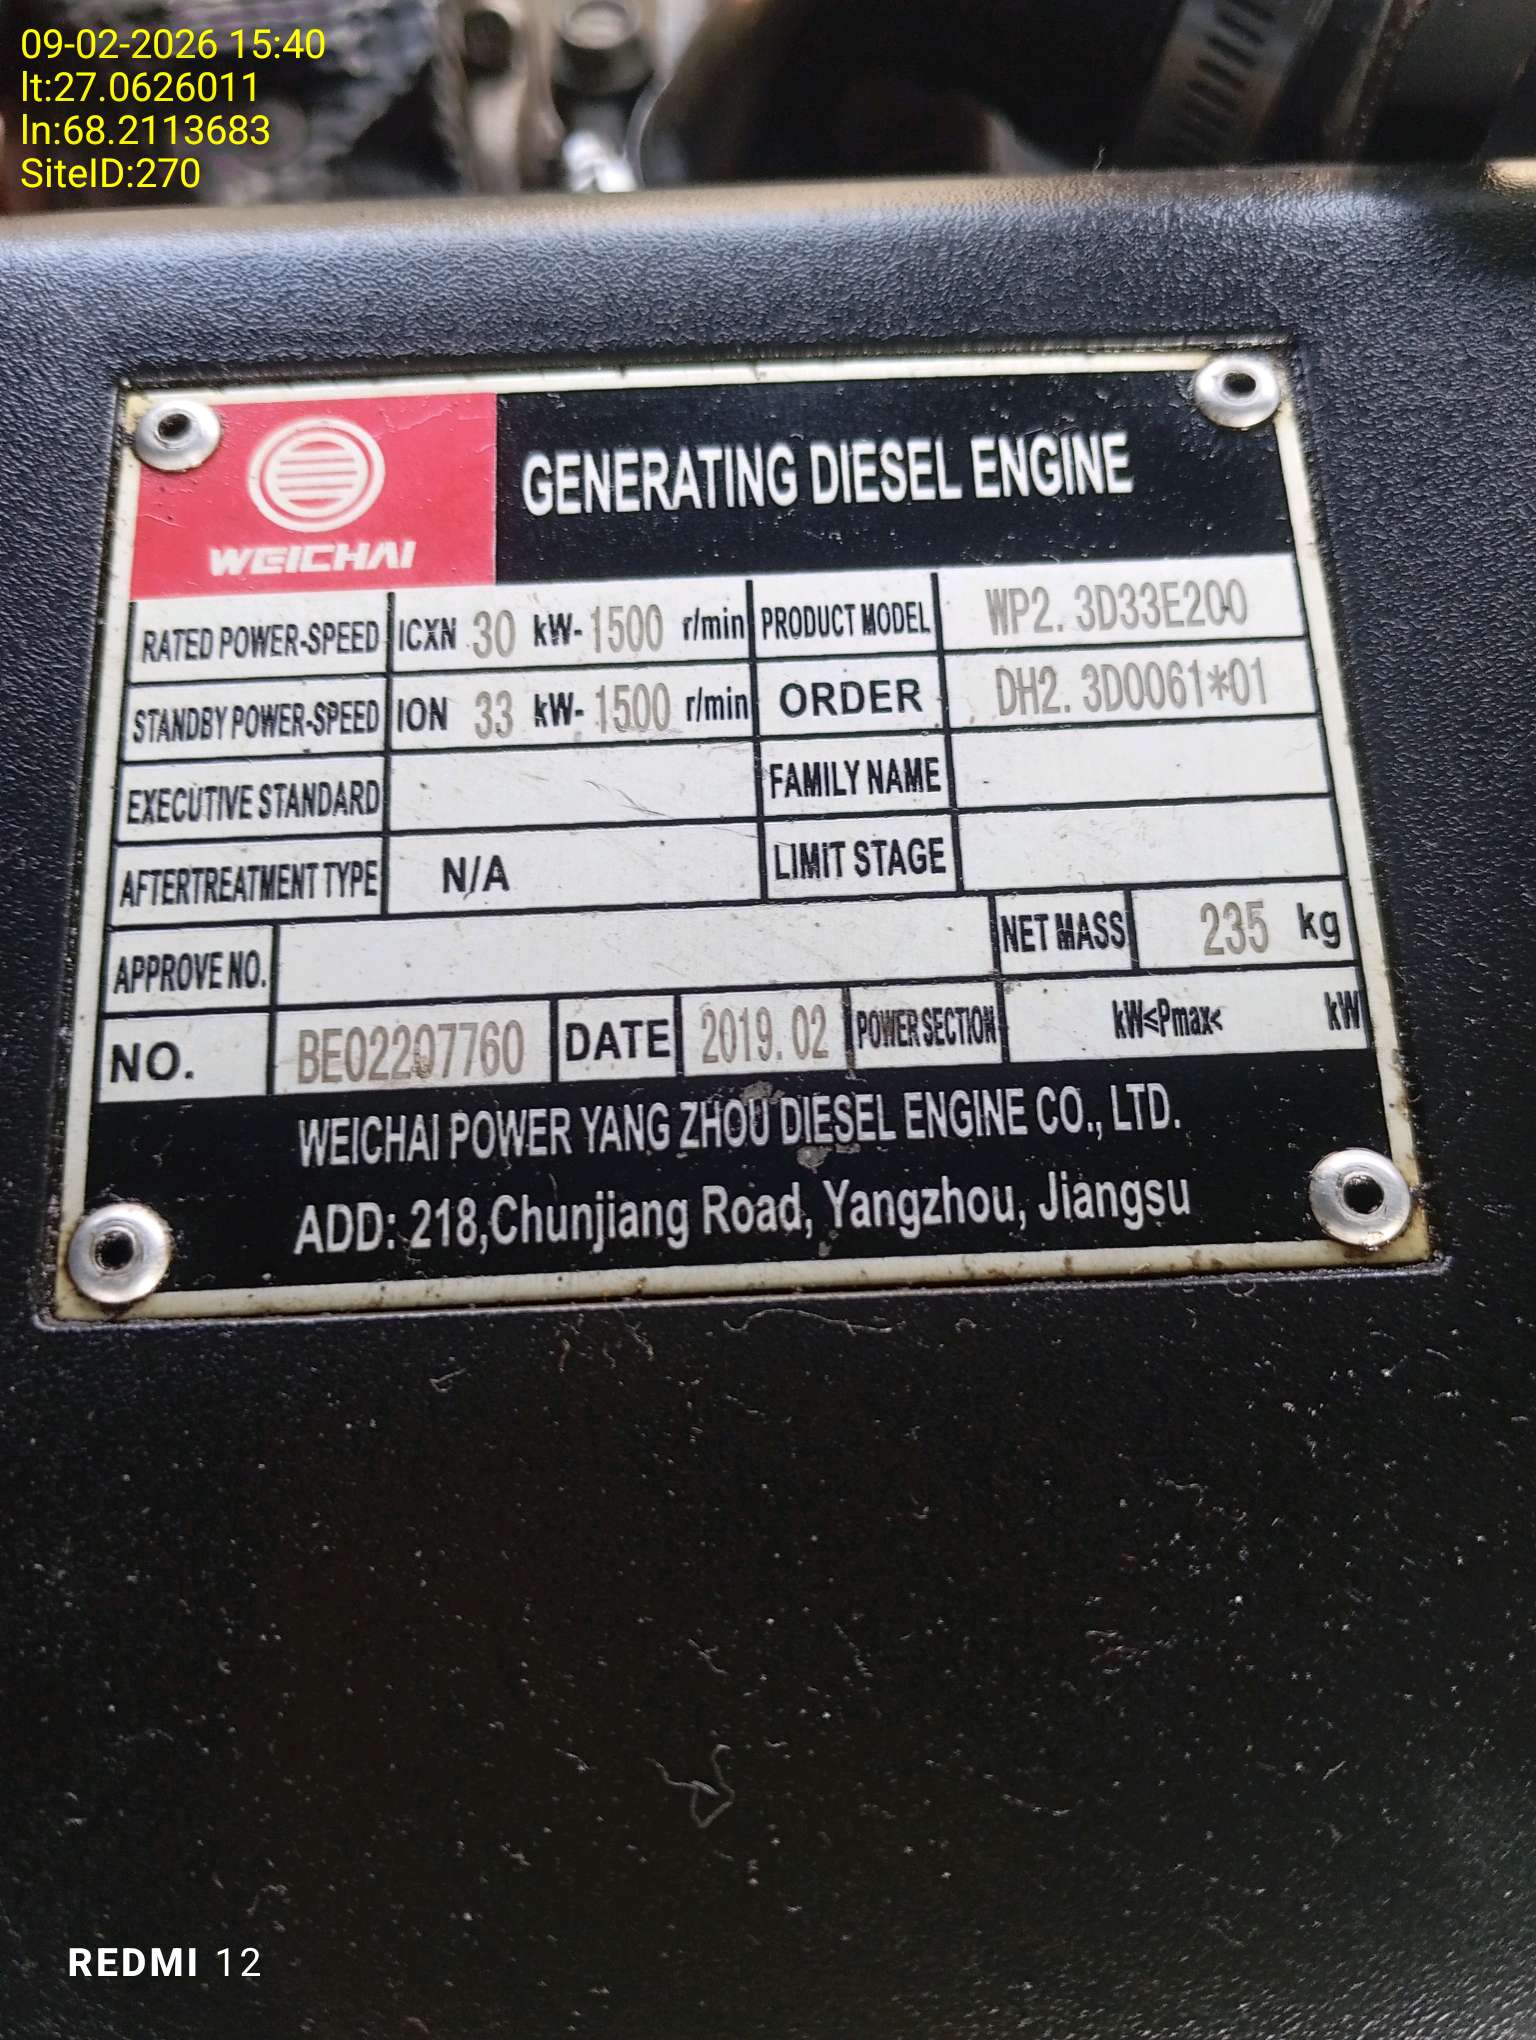 09-02-2026 15:40
lt:27.0626011
ln:68.2113683
SiteID:270
WEICHAI
GENERATING DIESEL ENGINE
RATED POWER-SPEED ICXN 30 kW- 1500 r/min PRODUCT MODEL WP2.3D33E200
STANDBY POWER-SPEED ION 33 kW- 1500 r/min ORDER DH2.3D0061*01
EXECUTIVE STANDARD FAMILY NAME
AFTERTREATMENT TYPE N/A LIMIT STAGE
APPROVE NO. NET MASS 235 kg
NO. BE02207760 DATE 2019.02 POWER SECTION kW≤Pmax< kW
WEICHAI POWER YANG ZHOU DIESEL ENGINE CO., LTD.
ADD: 218,Chunjiang Road, Yangzhou, Jiangsu
REDMI 12